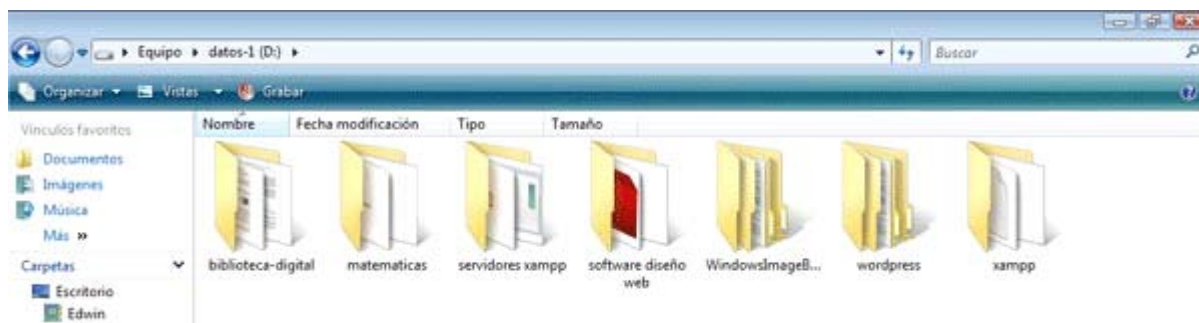 Equipo datos-1 (D:) Buscar
Organizar Vistas Grabar
Vínculos favoritos
Documentos
Imágenes
Música
Más »
Carpetas
Escritorio
Edwin
Nombre Fecha modificación Tipo Tamaño
biblioteca-digital matematicas servidores xampp software diseño web WindowsImageB... wordpress xampp